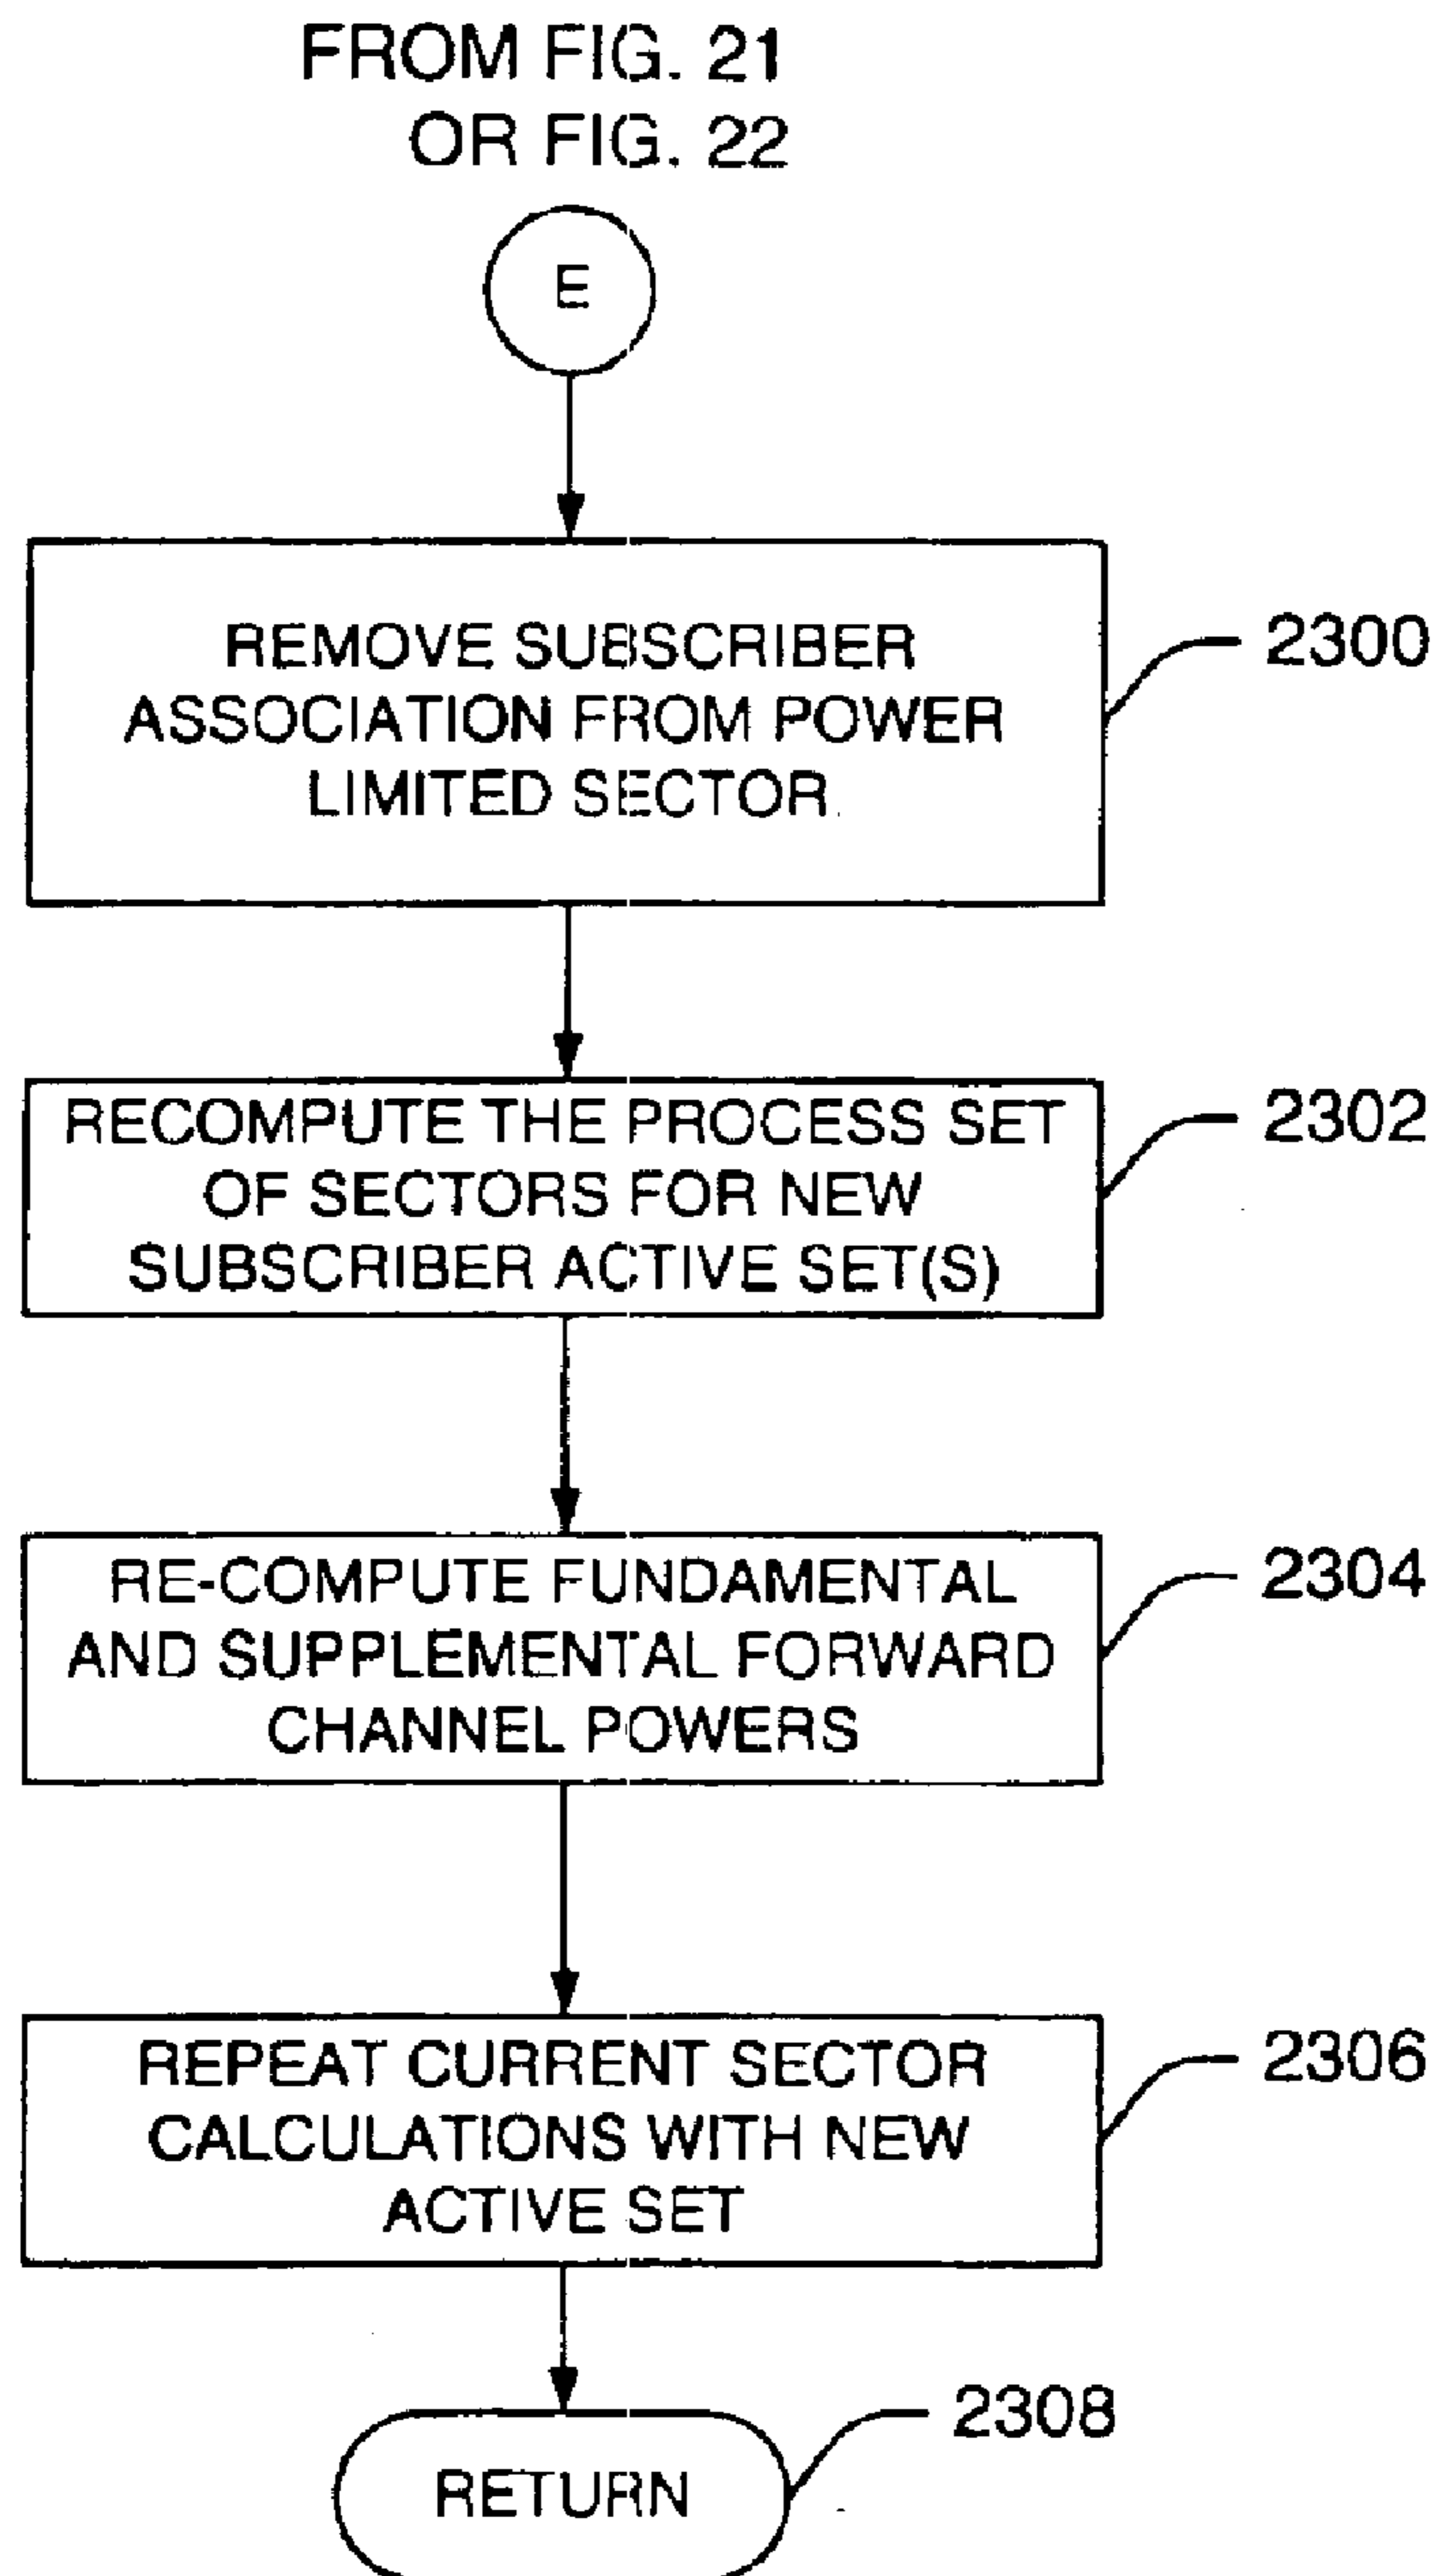 FROM FIG. 21
OR FIG. 22
E
REMOVE SUBSCRIBER
ASSOCIATION FROM POWER
LIMITED SECTOR
2300
RECOMPUTE THE PROCESS SET
OF SECTORS FOR NEW
SUBSCRIBER ACTIVE SET(S)
2302
RE-COMPUTE FUNDAMENTAL
AND SUPPLEMENTAL FORWARD
CHANNEL POWERS
2304
REPEAT CURRENT SECTOR
CALCULATIONS WITH NEW
ACTIVE SET
2306
RETURN
2308